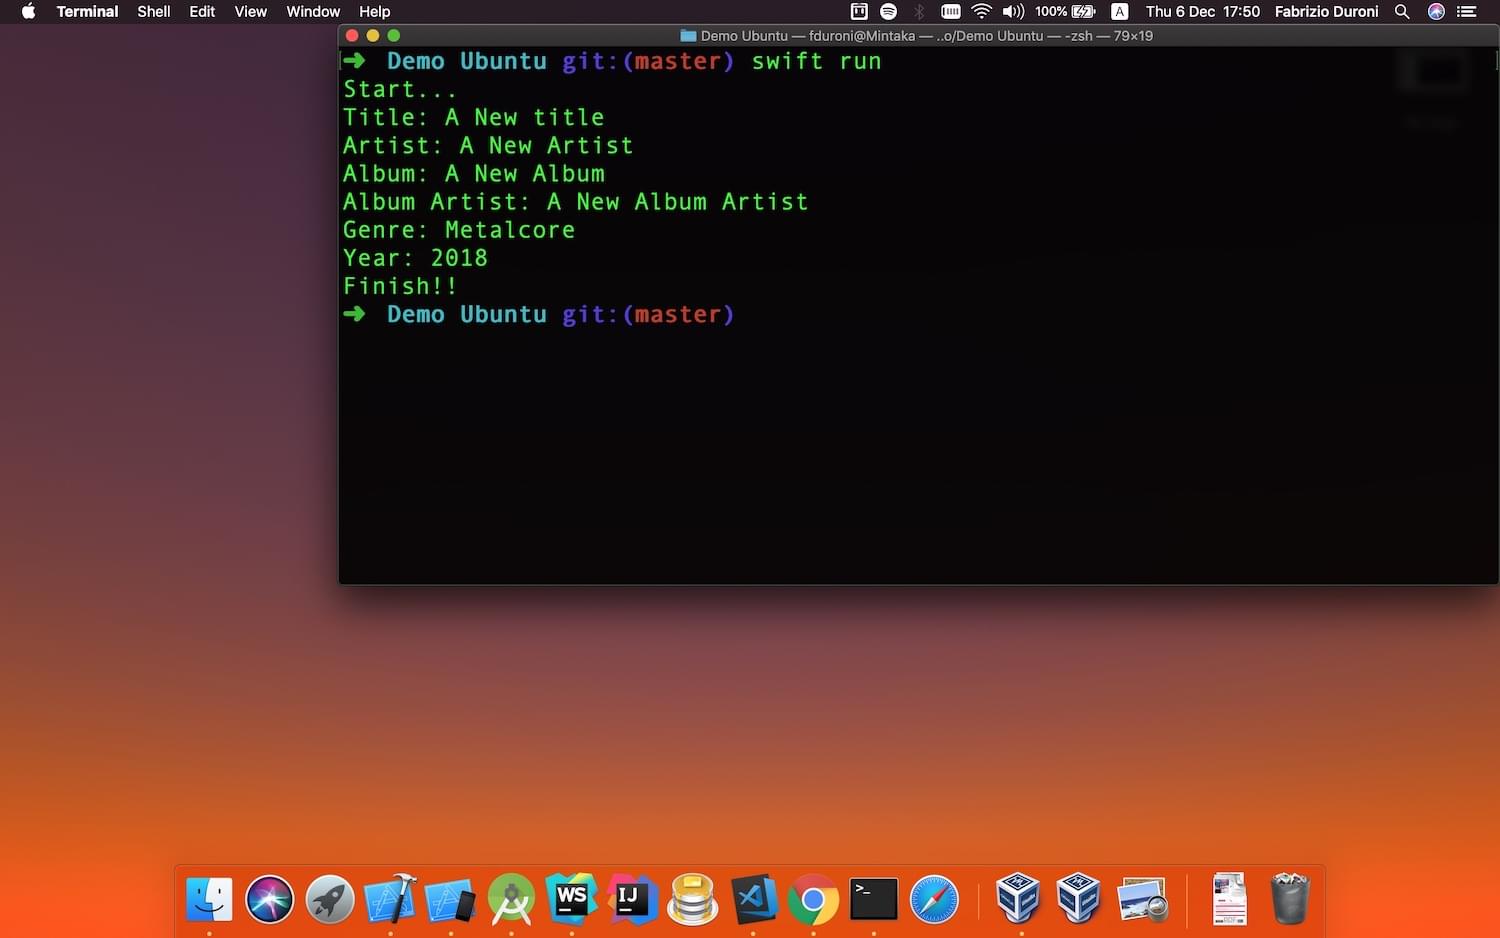 Terminal Shell Edit View Window Help 100% A Thu 6 Dec 17:50 Fabrizio Duroni
Demo Ubuntu — fduroni@Mintaka — ..o/Demo Ubuntu — -zsh — 79×19
➜ Demo Ubuntu git:(master) swift run
Start...
Title: A New title
Artist: A New Artist
Album: A New Album
Album Artist: A New Album Artist
Genre: Metalcore
Year: 2018
Finish!!
➜ Demo Ubuntu git:(master)
WS IJ >_